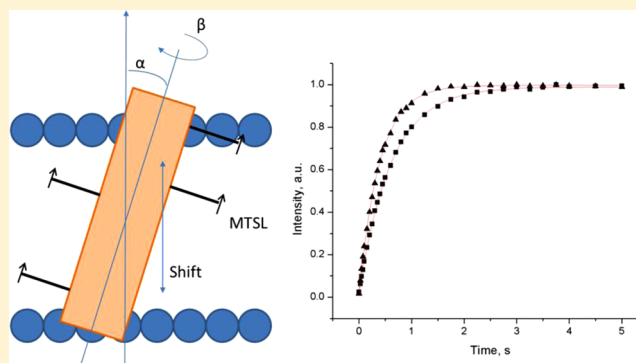 β
α
MTSL
Shift
Intensity, a.u.
1.0
0.8
0.6
0.4
0.2
0.0
0 1 2 3 4 5
Time, s